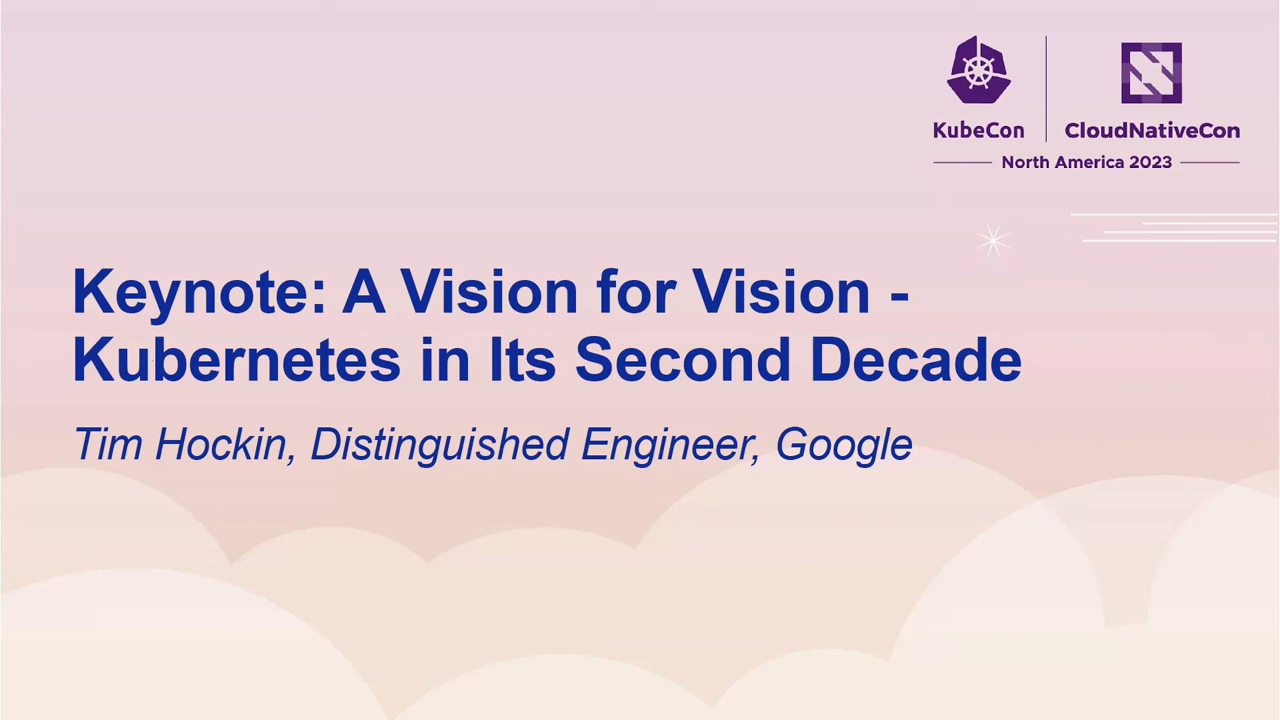 KubeCon
CloudNativeCon
North America 2023
Keynote: A Vision for Vision -
Kubernetes in Its Second Decade
Tim Hockin, Distinguished Engineer, Google